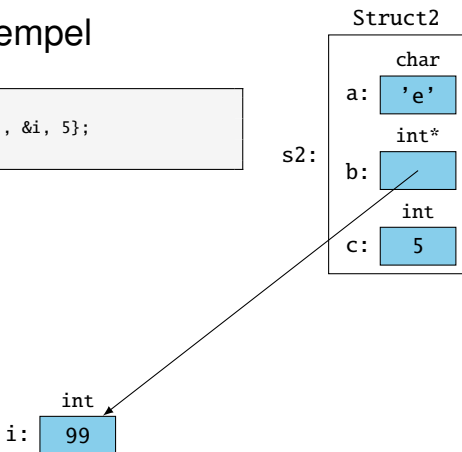 empel
, &i, 5};
Struct2
char
a: 'e'
int*
s2:
b:
int
c: 5
int
i: 99